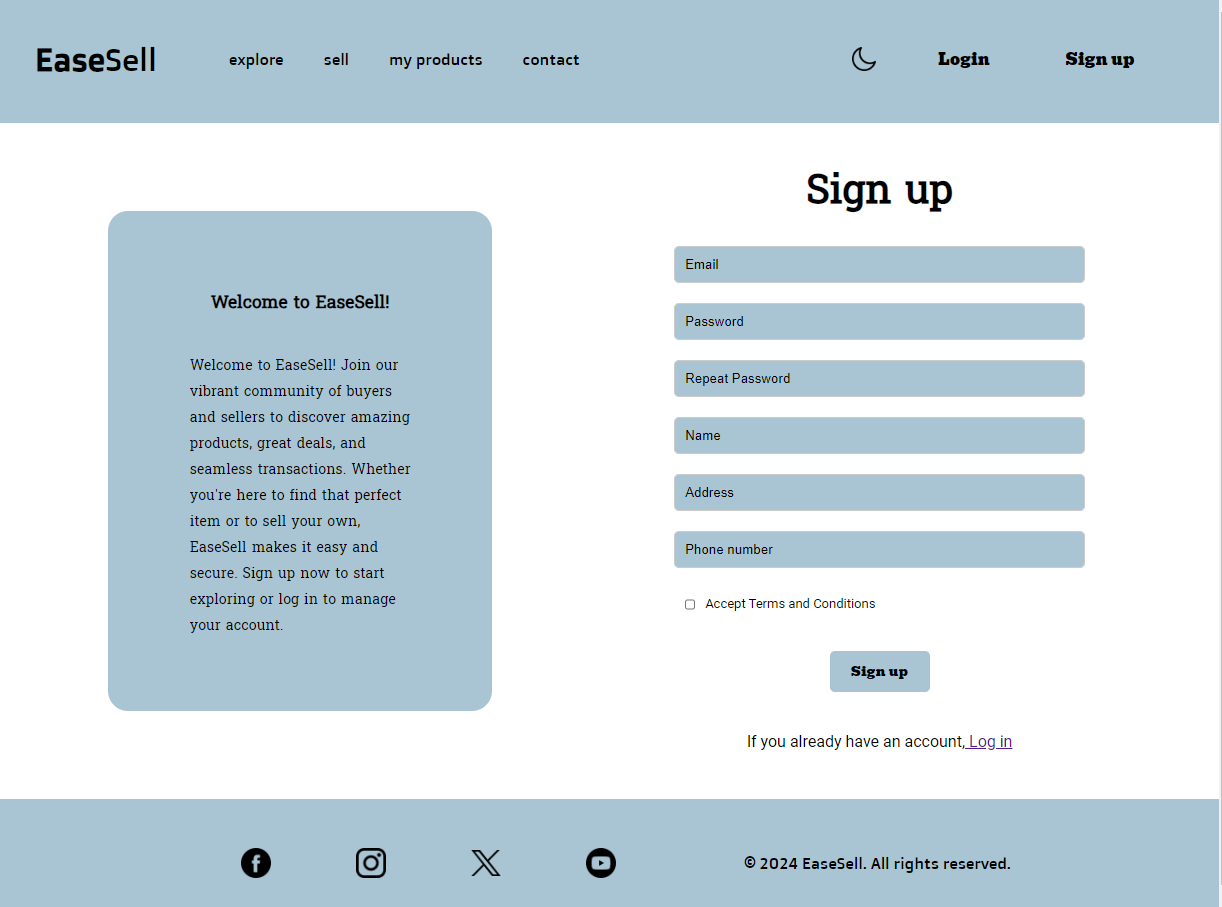 EaseSell
explore
sell
my products
contact
Login
Sign up
Welcome to EaseSell!
Welcome to EaseSell! Join our
vibrant community of buyers
and sellers to discover amazing
products, great deals, and
seamless transactions. Whether
you're here to find that perfect
item or to sell your own,
EaseSell makes it easy and
secure. Sign up now to start
exploring or log in to manage
your account.
Sign up
Email
Password
Repeat Password
Name
Address
Phone number
Accept Terms and Conditions
Sign up
If you already have an account, Log in
© 2024 EaseSell. All rights reserved.